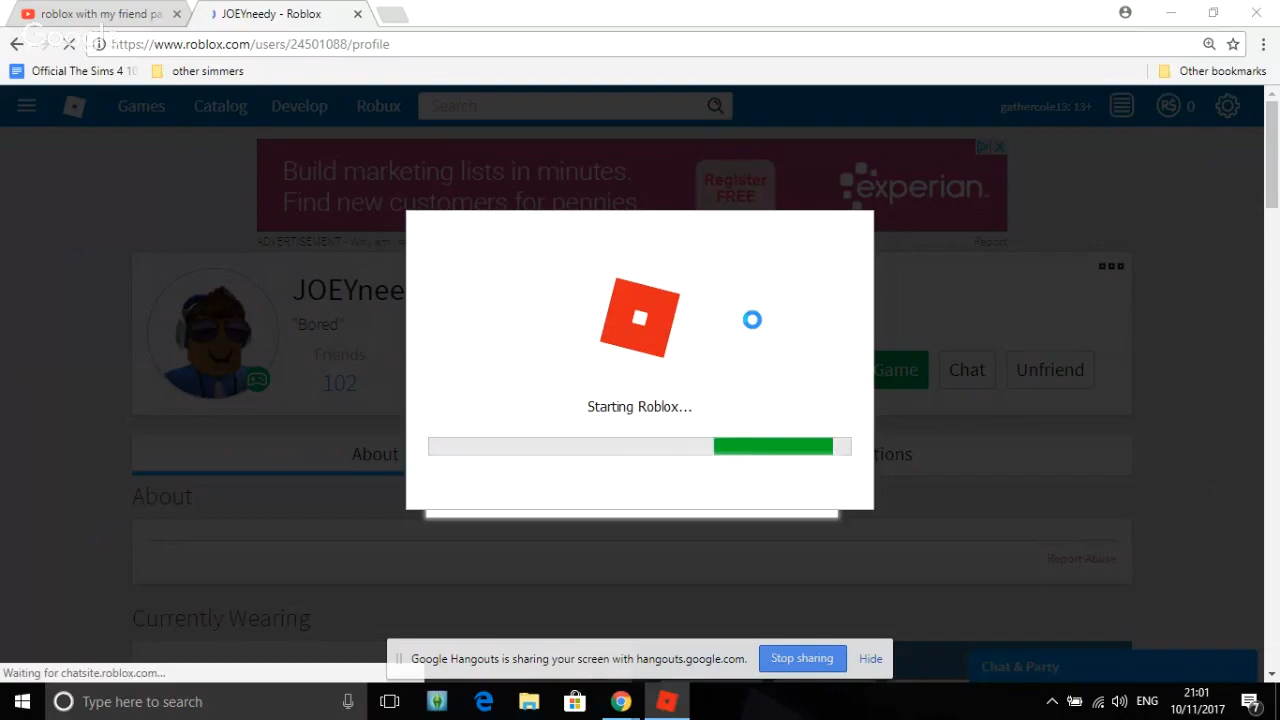 roblox with my friend pa
JOEYneedy - Roblox
Google
https://www.roblox.com/users/24501088/profile
Official The Sims 4 10
other simmers
Other bookmarks
Games
Catalog
Develop
Robux
Search
gathercole13: 13+
R$ 0
Build marketing lists in minutes.
Find new customers for pennies.
Register
FREE
experian.
ADVERTISEMENT
Report
JOEYnee
"Bored"
Friends
102
Game
Chat
Unfriend
Starting Roblox...
About
ions
About
Report Abuse
Currently Wearing
Google Hangouts is sharing your screen with hangouts.google.com.
Stop sharing
Hide
Chat & Party
Waiting for chatsite.roblox.com...
Type here to search
ENG
21:01
10/11/2017
7